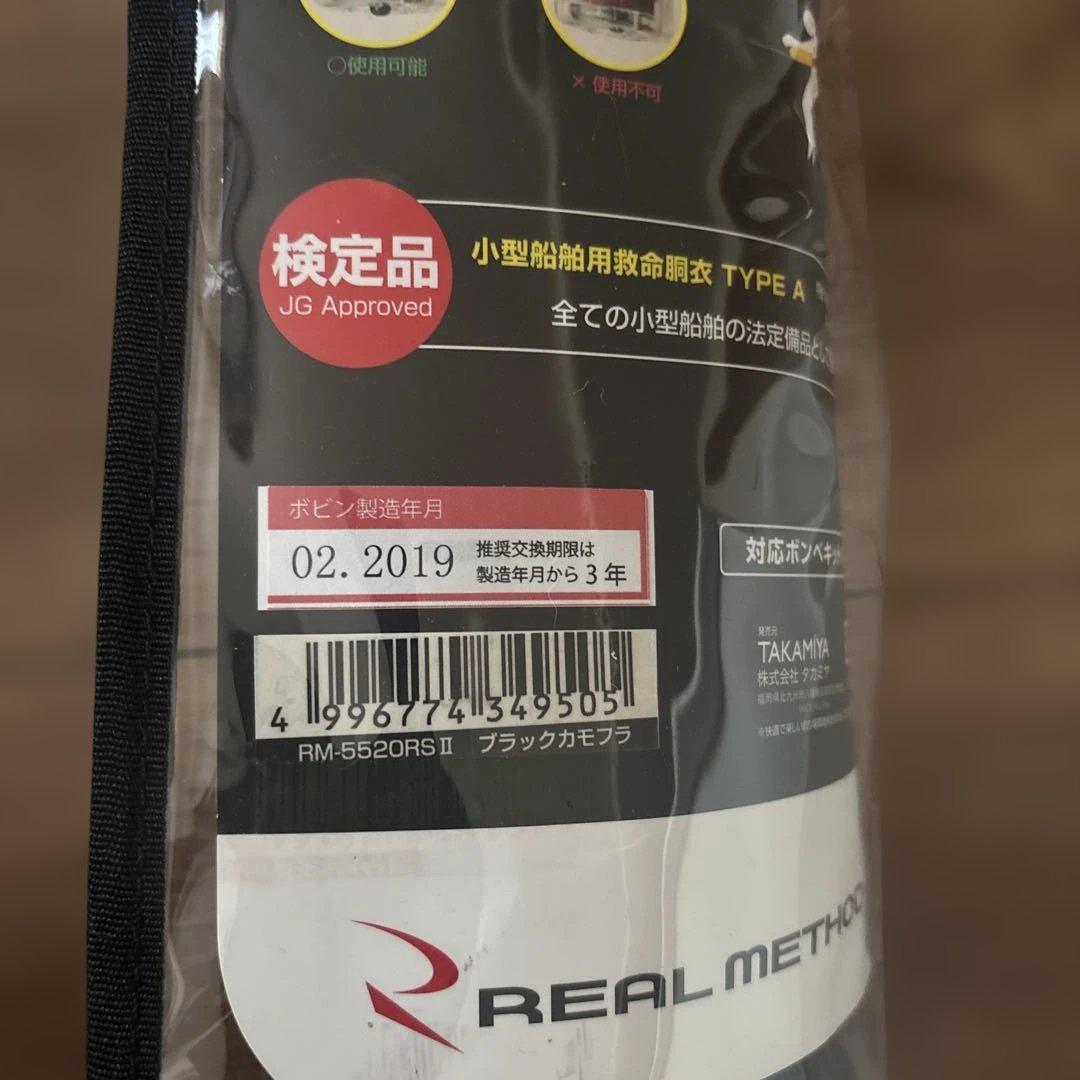 ○使用可能
× 使用不可
検定品
JG Approved
小型船舶用救命胴衣 TYPE A
全ての小型船舶の法定備品とし
ボビン製造年月
02. 2019
推奨交換期限は
製造年月から 3 年
対応ボンベキッ
発売元
TAKAMIYA
株式会社 タカミヤ
4 996774 349505
RM-5520RSⅡ ブラックカモフラ
REAL METHOD